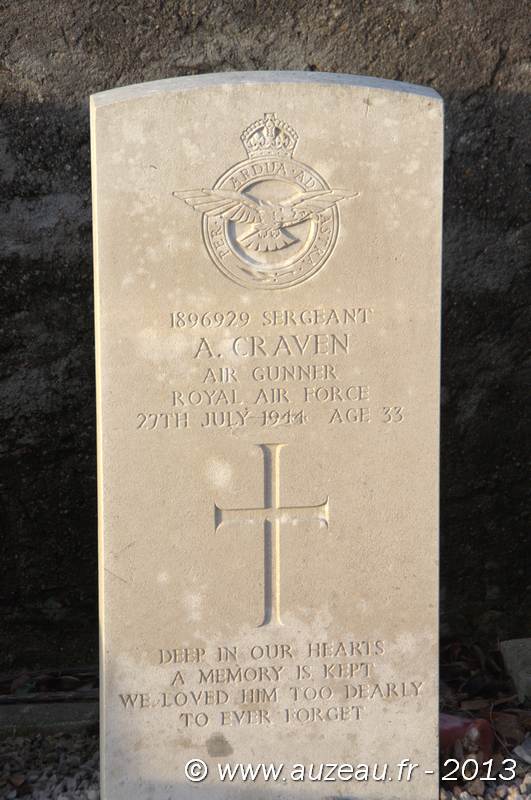 PER · ARDUA · AD ASTRA
1896929 SERGEANT
A. CRAVEN
AIR GUNNER
ROYAL AIR FORCE
27TH JULY 1944 AGE 33
DEEP IN OUR HEARTS
A MEMORY IS KEPT
WE LOVED HIM TOO DEARLY
TO EVER FORGET
© www.auzeau.fr - 2013